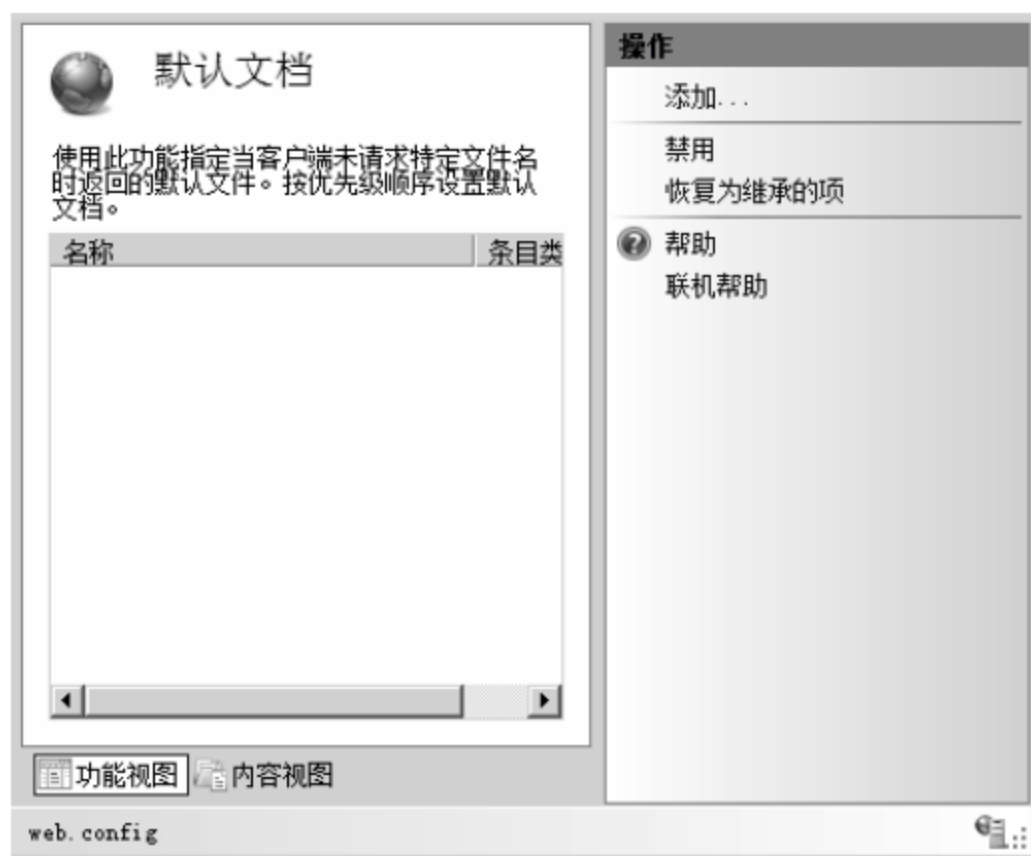 默认文档
使用此功能指定当客户端未请求特定文件名
时返回的默认文件。按优先级顺序设置默认
文档。
名称 条目类
功能视图 内容视图
操作
添加...
禁用
恢复为继承的项
帮助
联机帮助
web.config